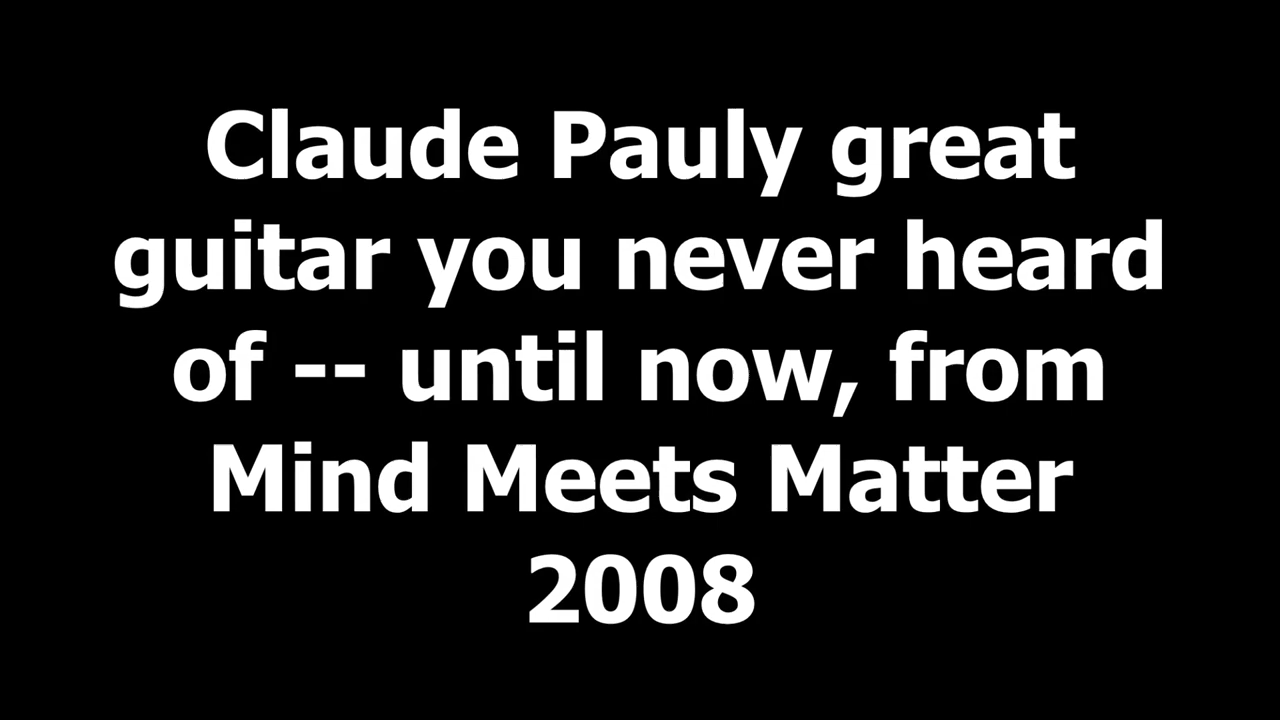 Claude Pauly great
guitar you never heard
of -- until now, from
Mind Meets Matter
2008